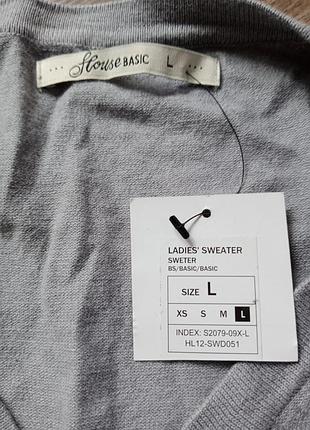 ... House BASIC L ...
LADIES' SWEATER
SWETER
BS/BASIC/BASIC
SIZE L
XS S M L
INDEX: S2079-09X-L
HL12-SWD051